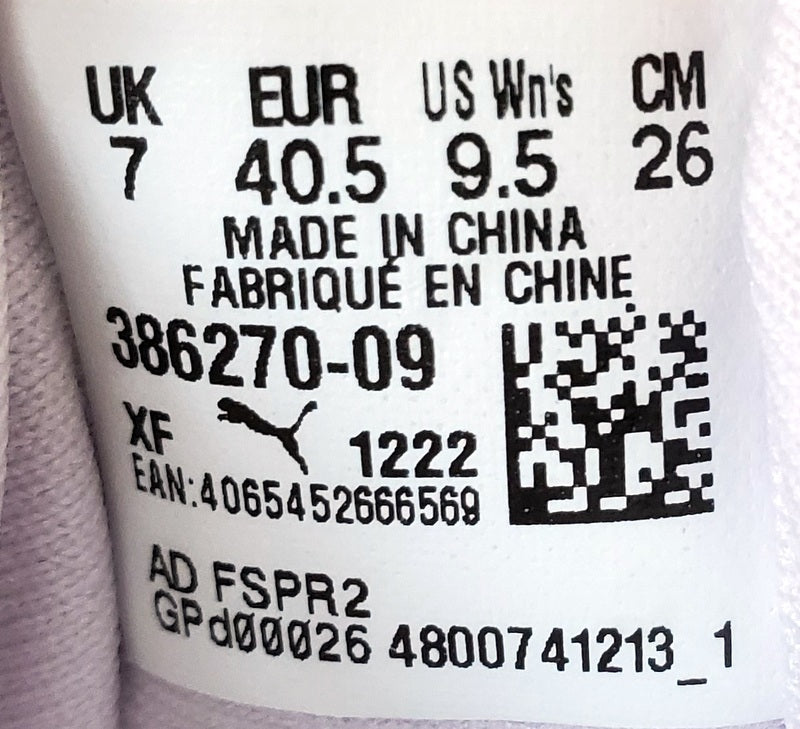 UK EUR US Wn's CM
7 40.5 9.5 26
MADE IN CHINA
FABRIQUÉ EN CHINE
386270-09
XF 1222
EAN:4065452666569
AD FSPR2
GPd00026 4800741213_1